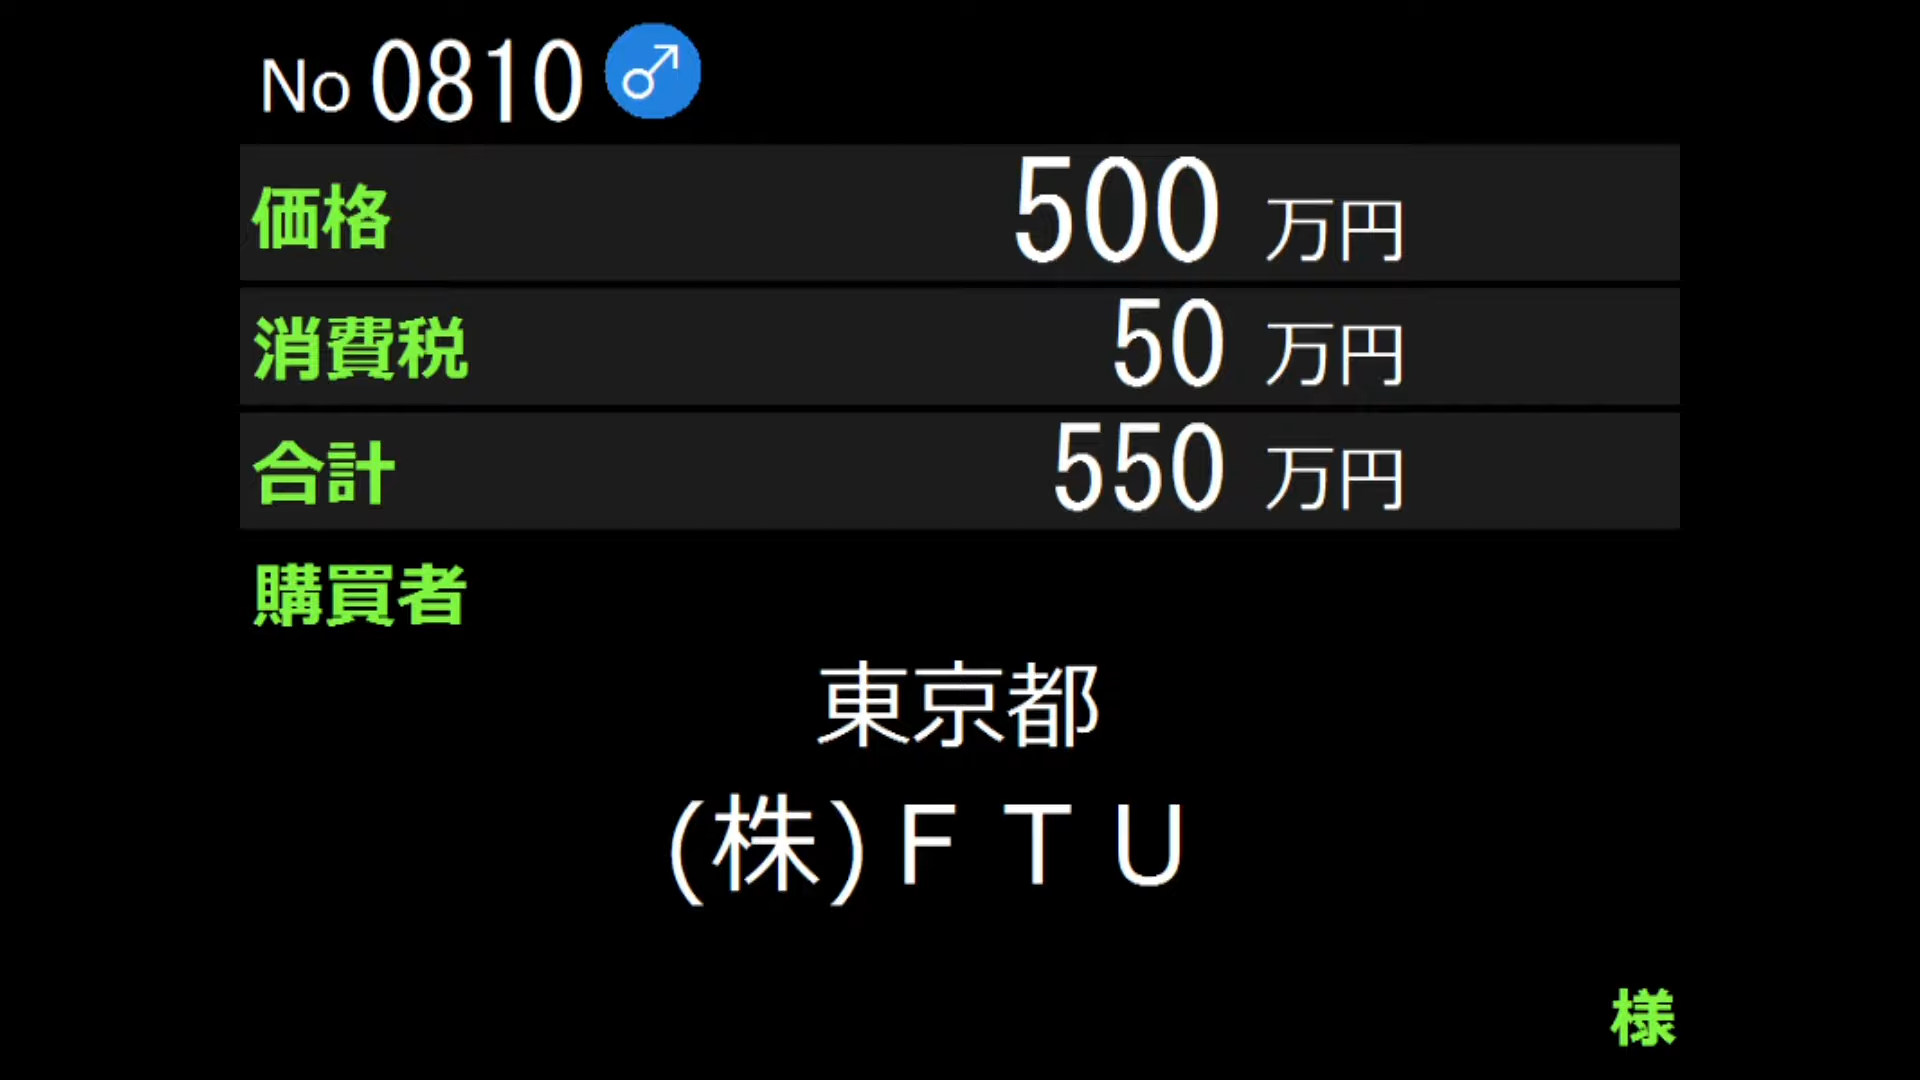 No 0810 ♂
価格 500 万円
消費税 50 万円
合計 550 万円
購買者
東京都
(株)ＦＴＵ
様